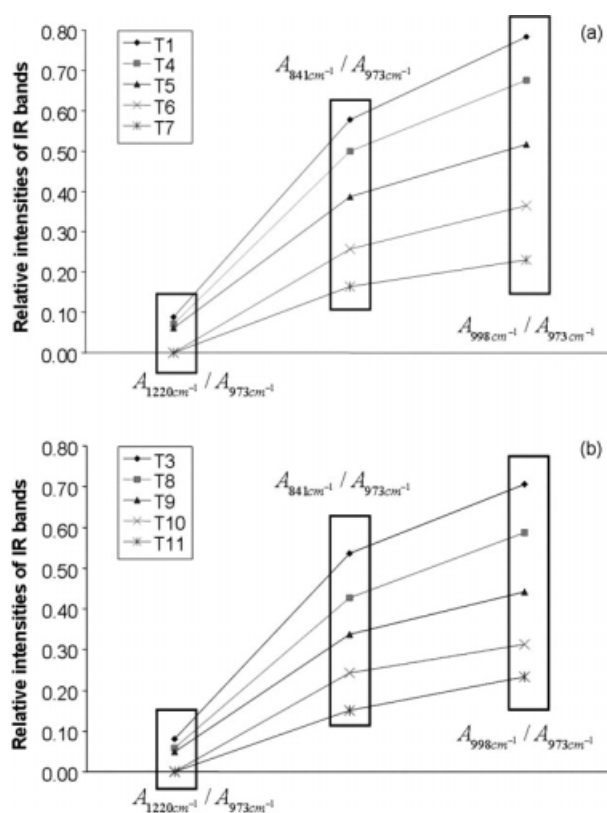 (a)
0.80
0.70
0.60
0.50
0.40
0.30
0.20
0.10
0.00
Relative intensities of IR bands
T1
T4
T5
T6
T7
A841cm-1 / A973cm-1
A998cm-1 / A973cm-1
A1220cm-1 / A973cm-1
(b)
0.80
0.70
0.60
0.50
0.40
0.30
0.20
0.10
0.00
Relative intensities of IR bands
T3
T8
T9
T10
T11
A841cm-1 / A973cm-1
A998cm-1 / A973cm-1
A1220cm-1 / A973cm-1